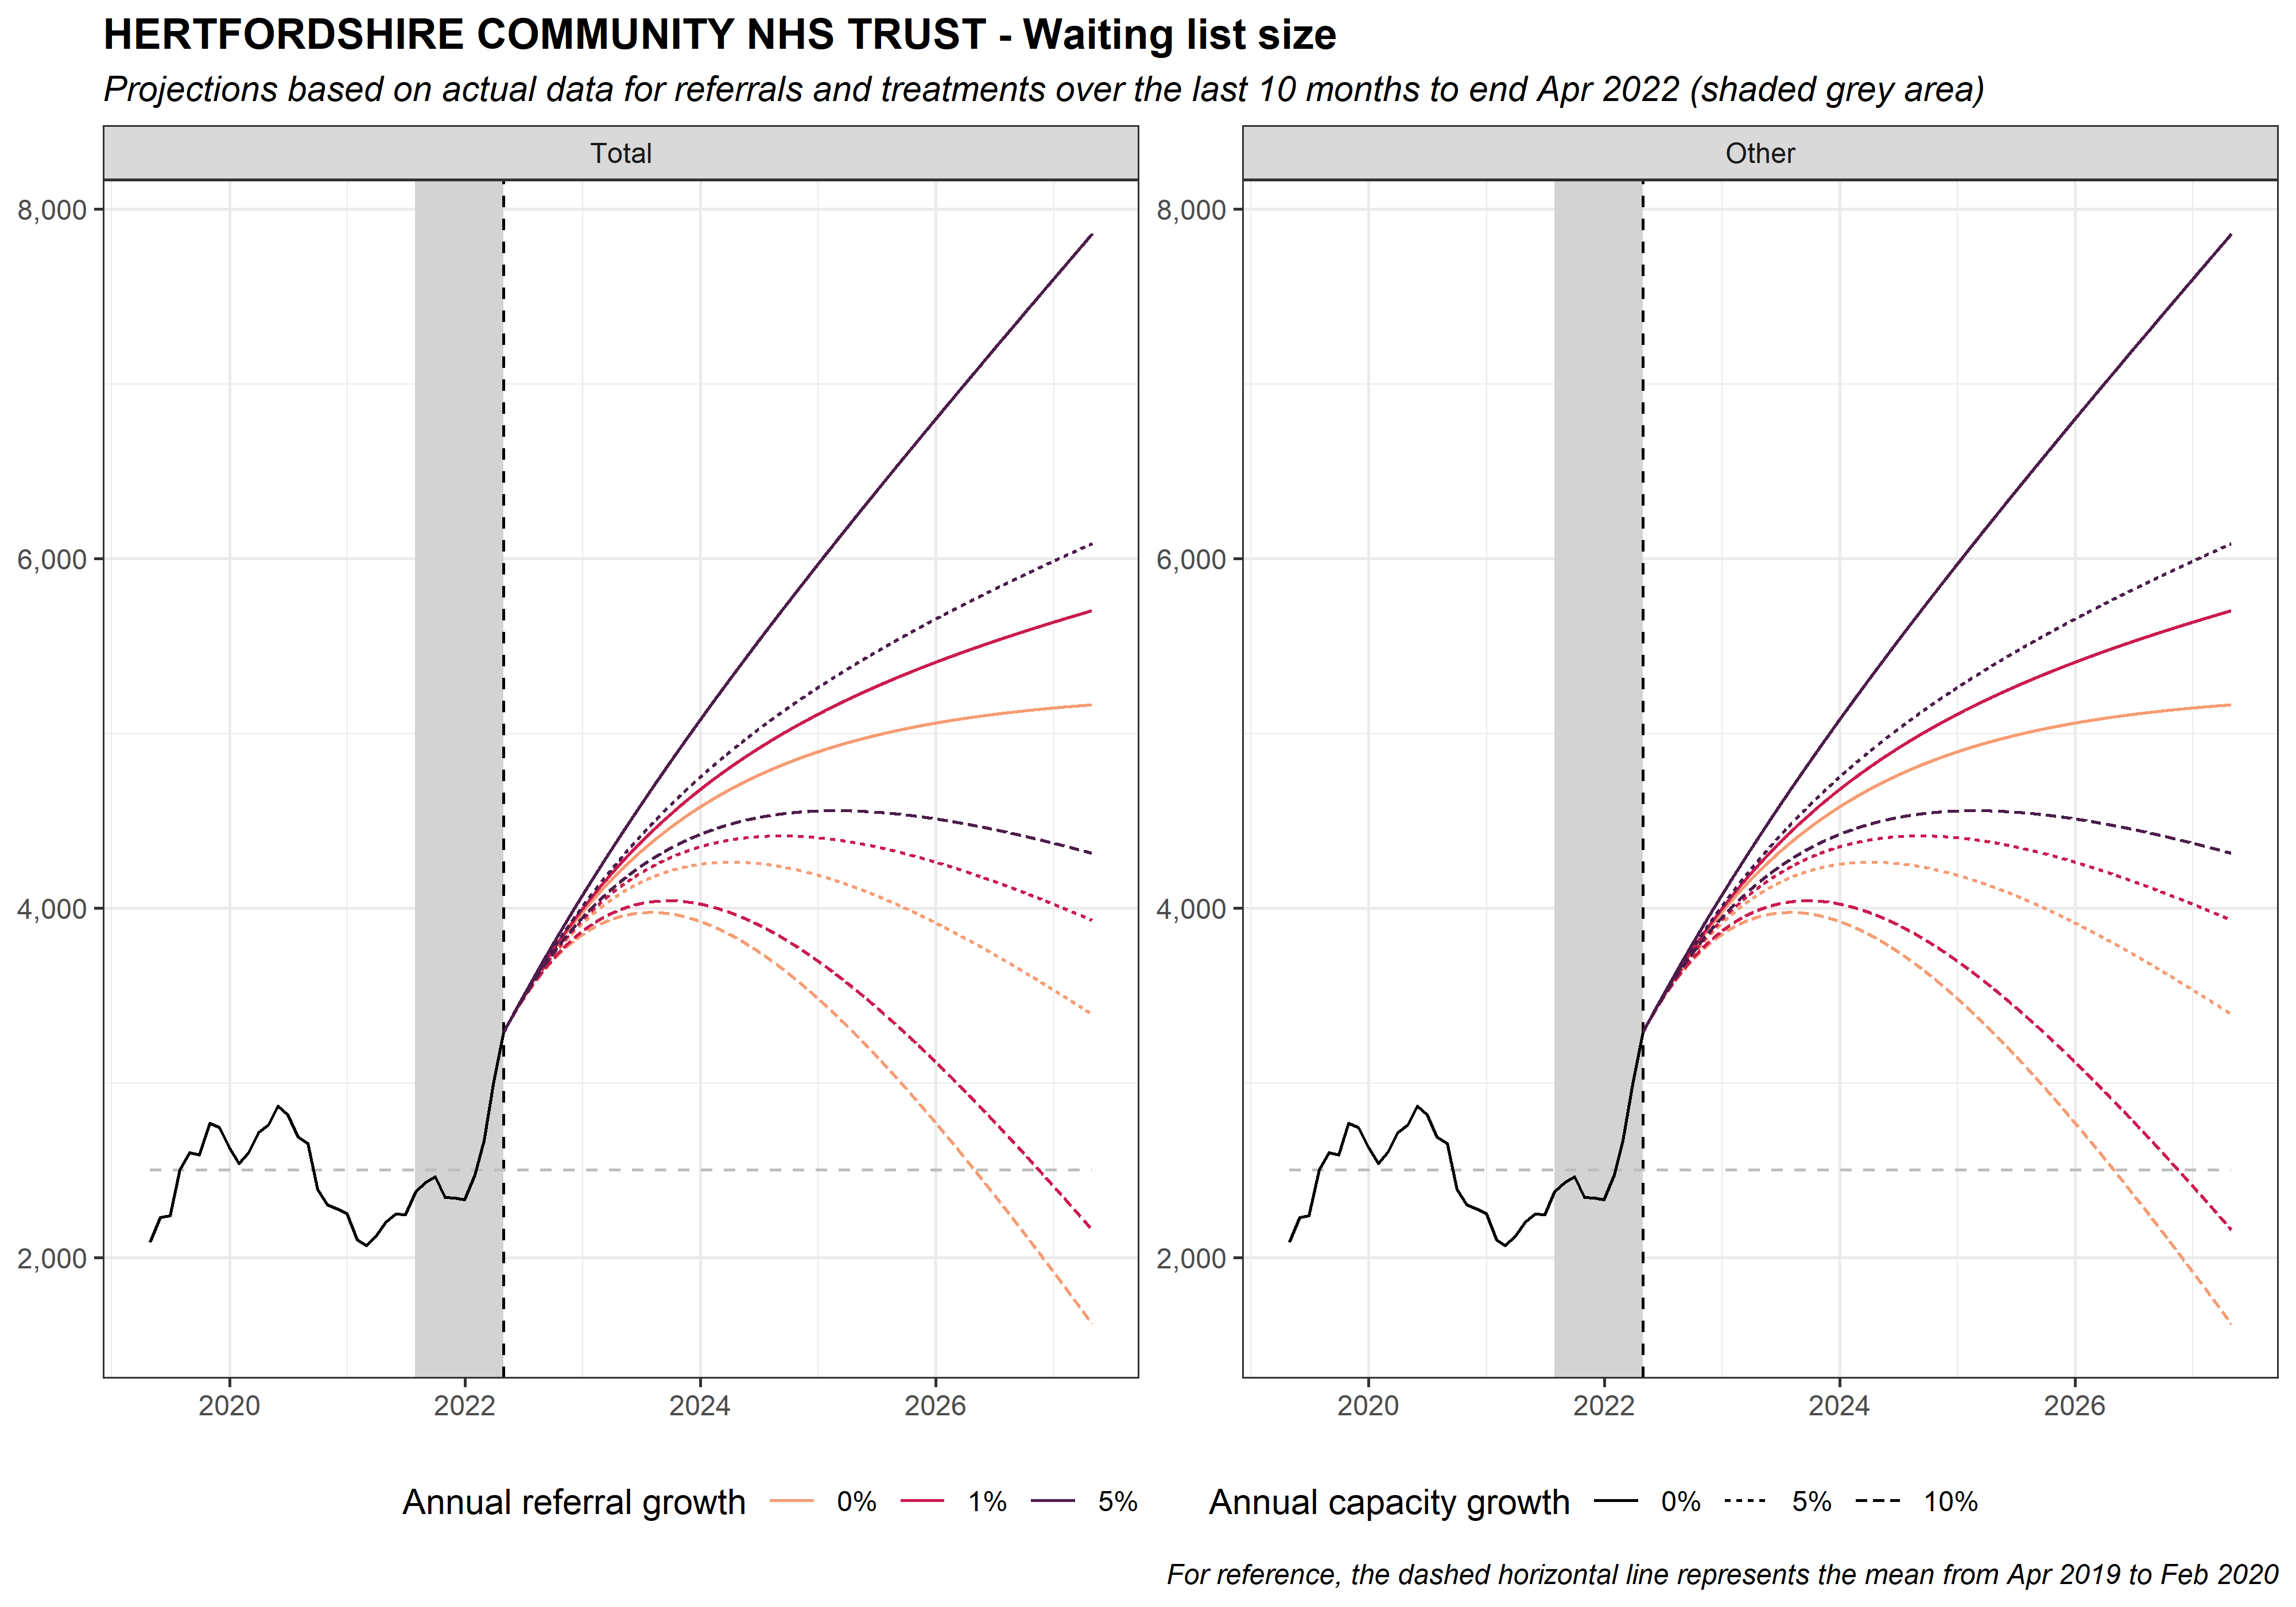 HERTFORDSHIRE COMMUNITY NHS TRUST - Waiting list size
Projections based on actual data for referrals and treatments over the last 10 months to end Apr 2022 (shaded grey area)
Total
8,000
6,000
4,000
2,000
2020 2022 2024 2026
Other
8,000
6,000
4,000
2,000
2020 2022 2024 2026
Annual referral growth 0% 1% 5%
Annual capacity growth 0% 5% 10%
For reference, the dashed horizontal line represents the mean from Apr 2019 to Feb 2020